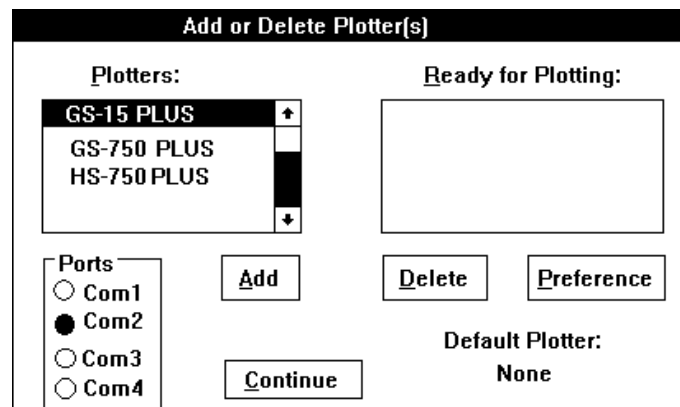 Add or Delete Plotter(s)
Plotters:
Ready for Plotting:
GS-15 PLUS
GS-750 PLUS
HS-750 PLUS
Ports
Com1
Com2
Com3
Com4
Add
Delete
Preference
Continue
Default Plotter:
None